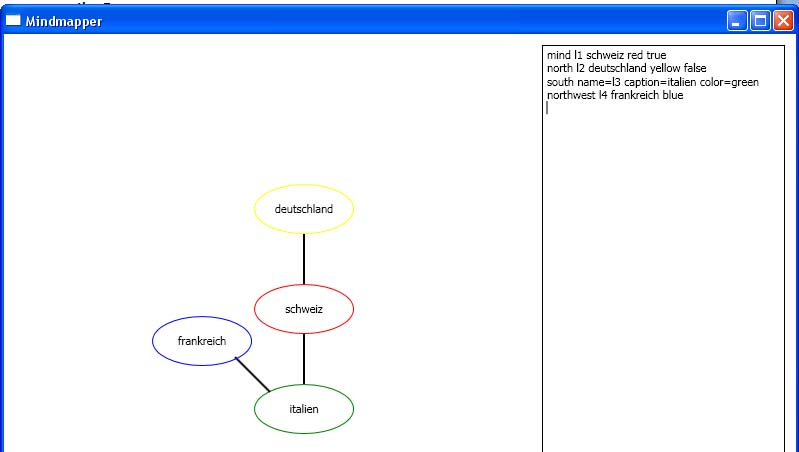 Mindmapper
mind l1 schweiz red true
north l2 deutschland yellow false
south name=l3 caption=italien color=green
northwest l4 frankreich blue
deutschland
schweiz
frankreich
italien